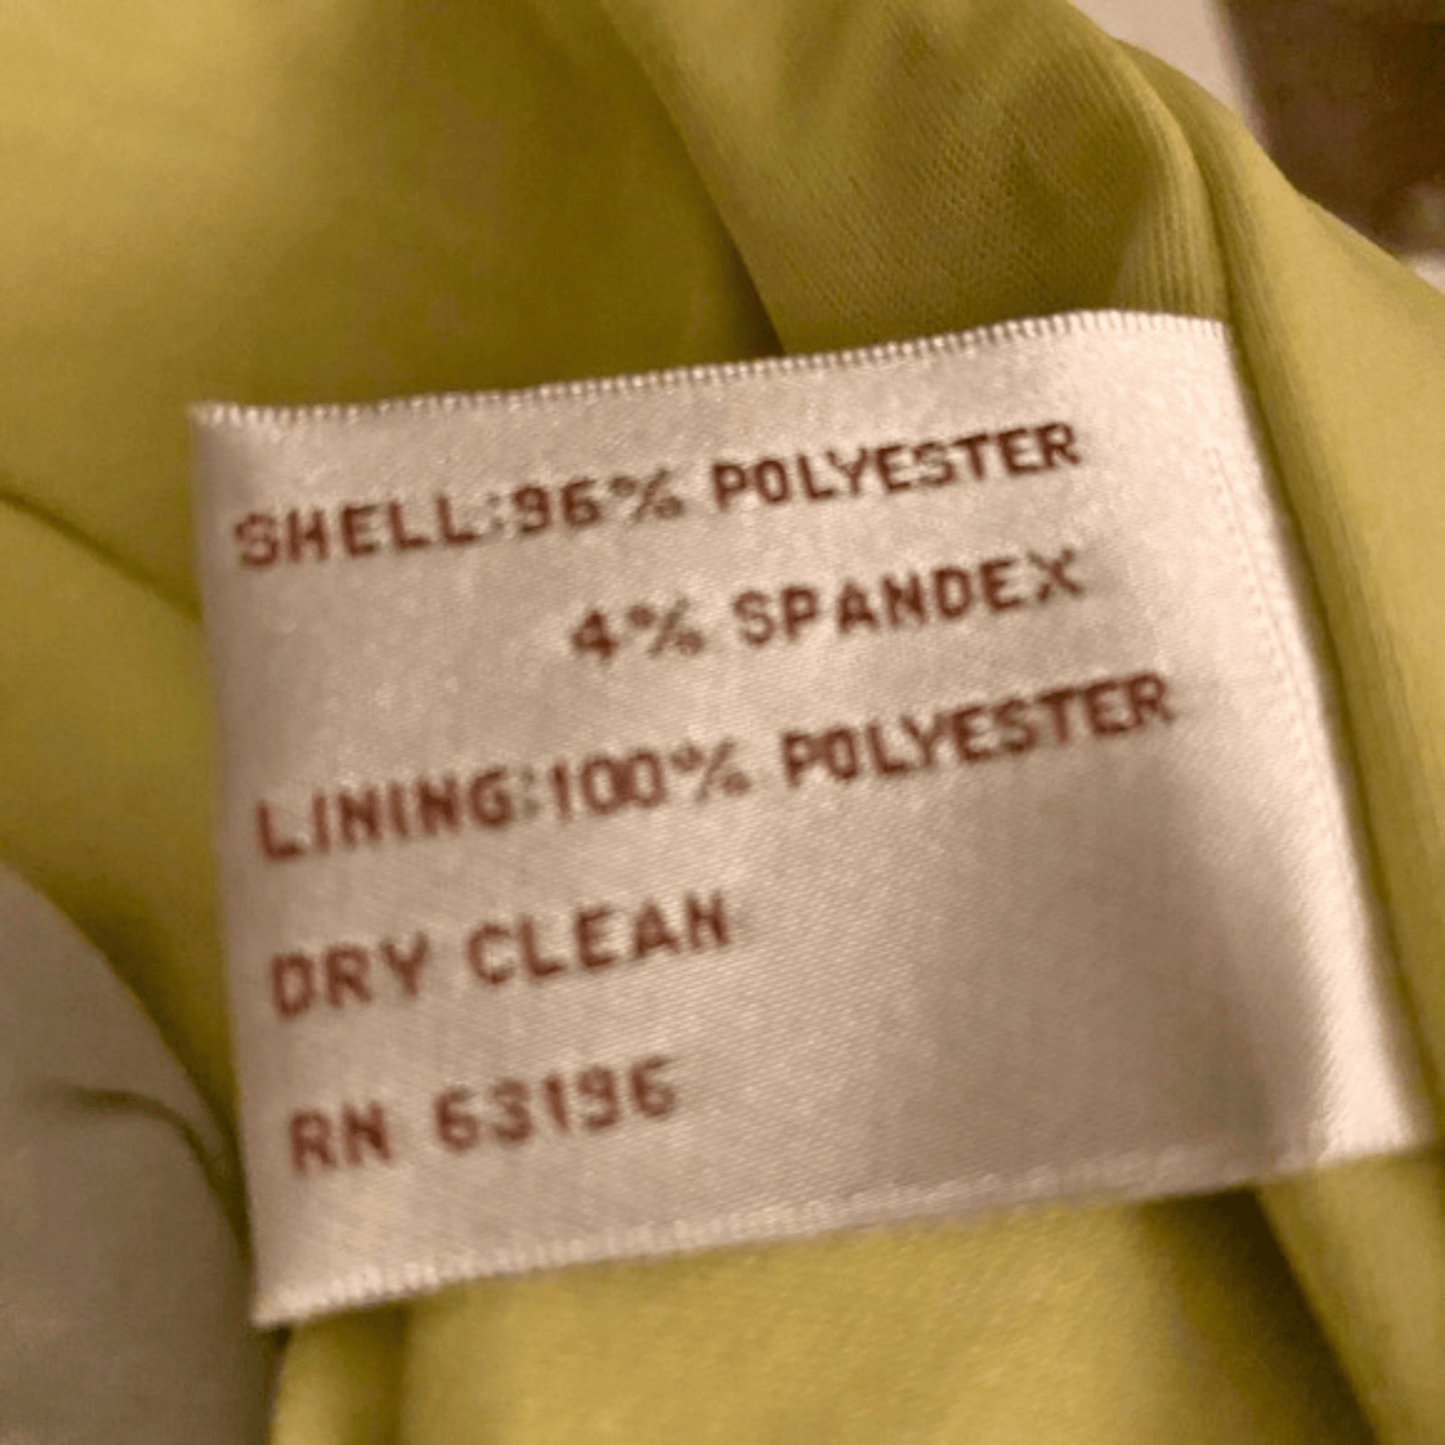 SHELL:96% POLYESTER
4% SPANDEX
LINING:100% POLYESTER
DRY CLEAN
RN 63196